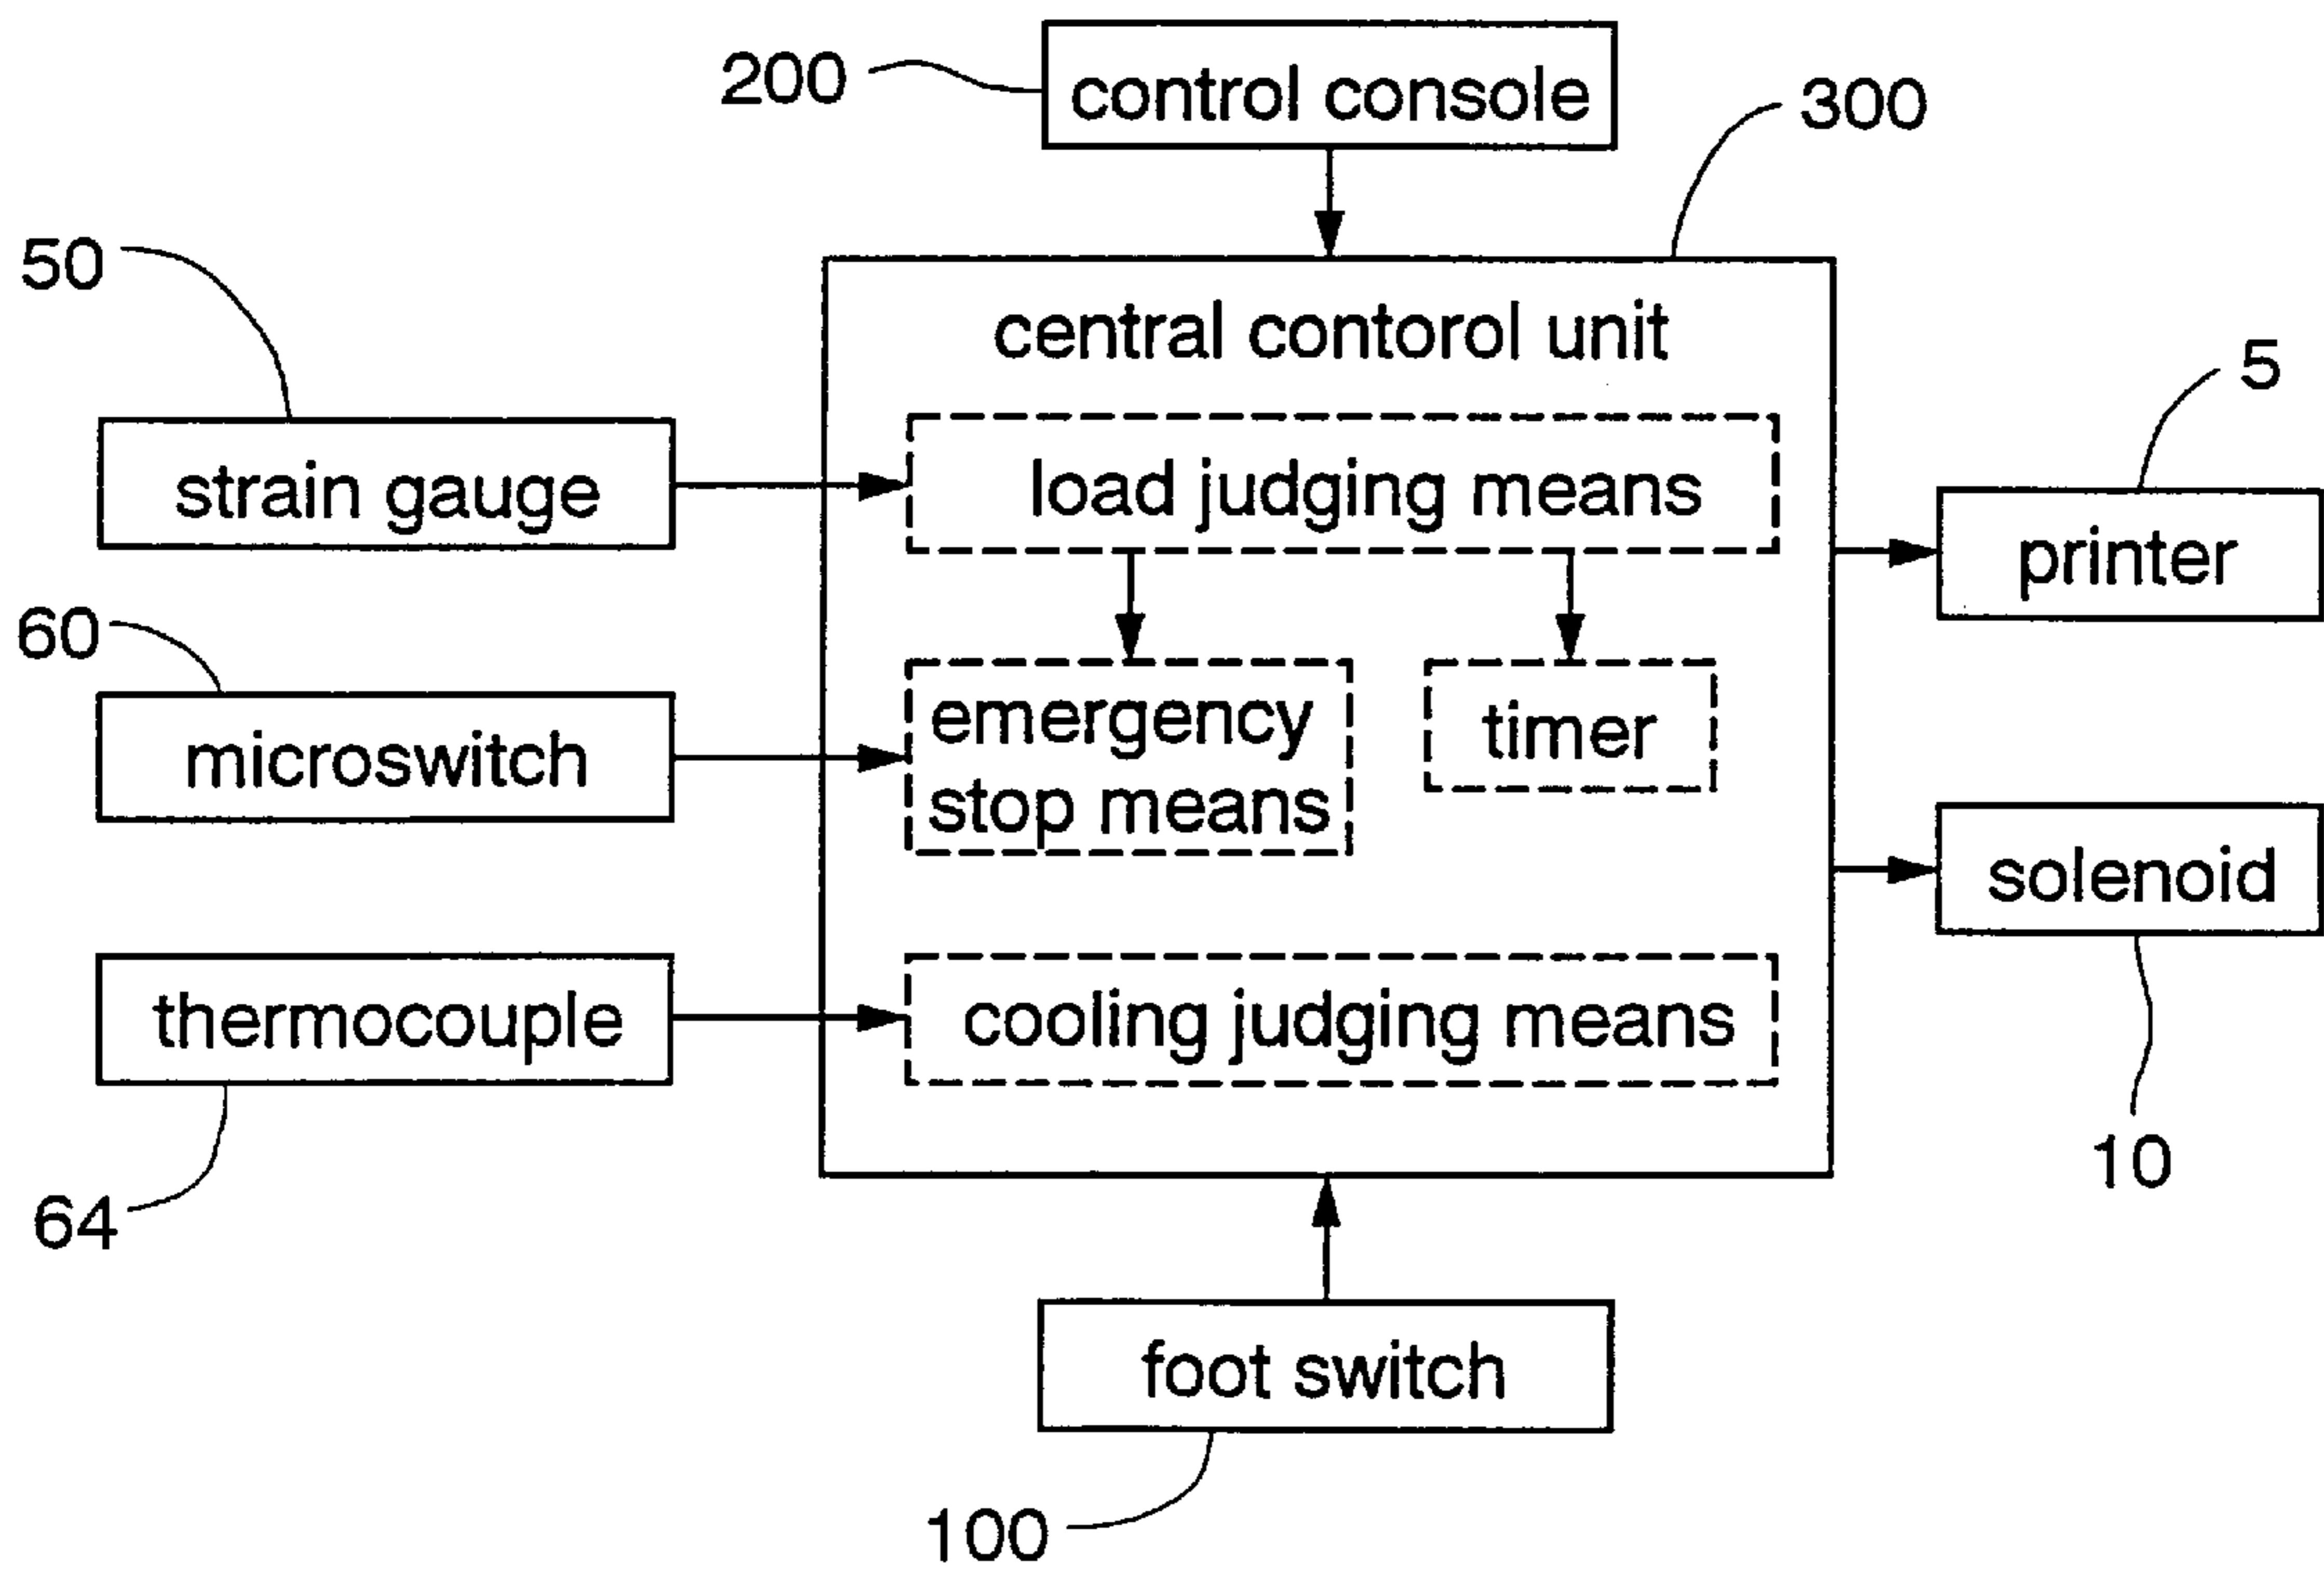 200
control console
300
50
central contorol unit
5
strain gauge
load judging means
printer
60
microswitch
emergency
stop means
timer
solenoid
thermocouple
cooling judging means
10
64
foot switch
100